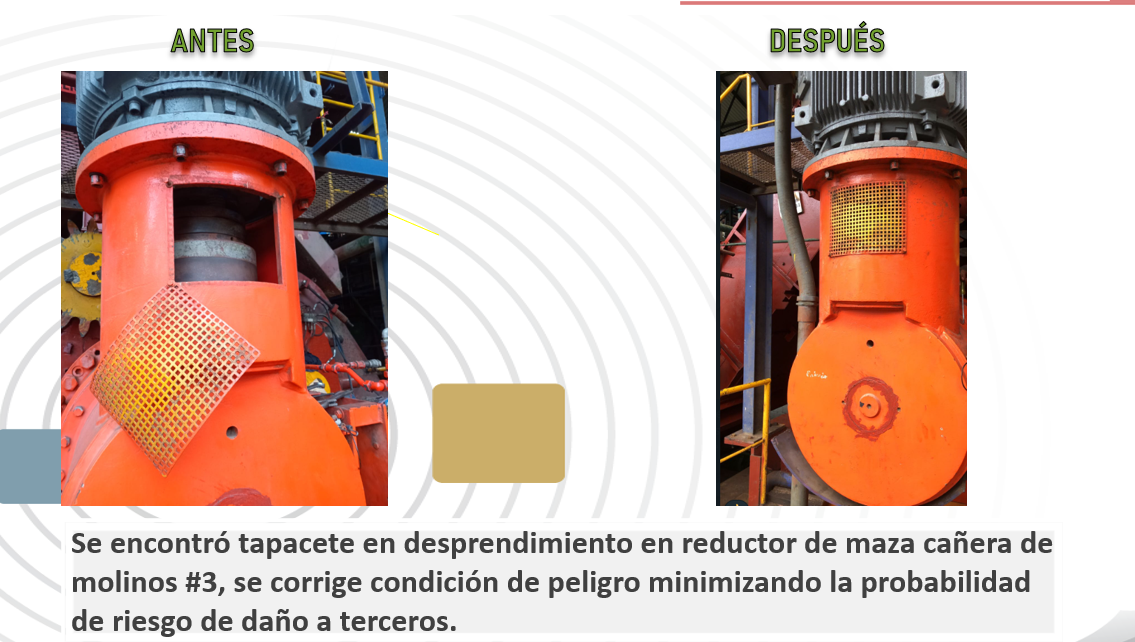 ANTES
DESPUÉS
Se encontró tapacete en desprendimiento en reductor de maza cañera de
molinos #3, se corrige condición de peligro minimizando la probabilidad
de riesgo de daño a terceros.